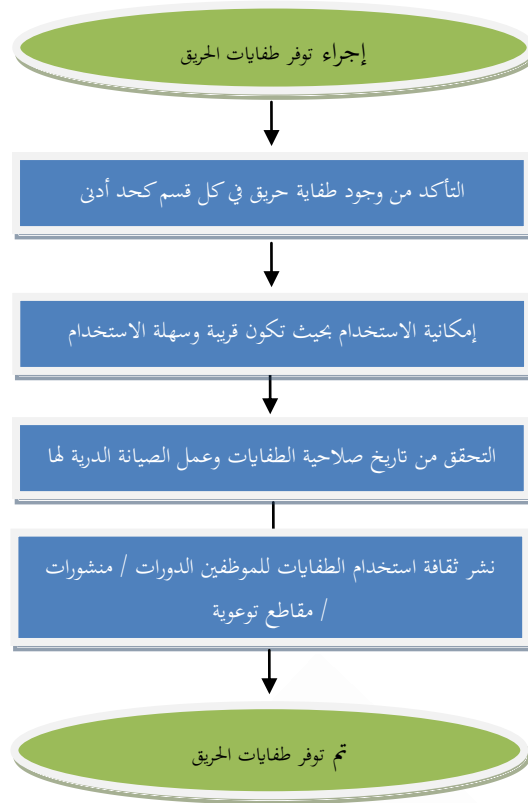 إجراء توفر طفايات الحريق
التأكد من وجود طفاية حريق في كل قسم كحد أدنى
إمكانية الاستخدام بحيث تكون قريبة وسهلة الاستخدام
التحقق من تاريخ صلاحية الطفايات وعمل الصيانة الدرية لها
نشر ثقافة استخدام الطفايات للموظفين الدورات / منشورات
/ مقاطع توعوية
تم توفر طفايات الحريق